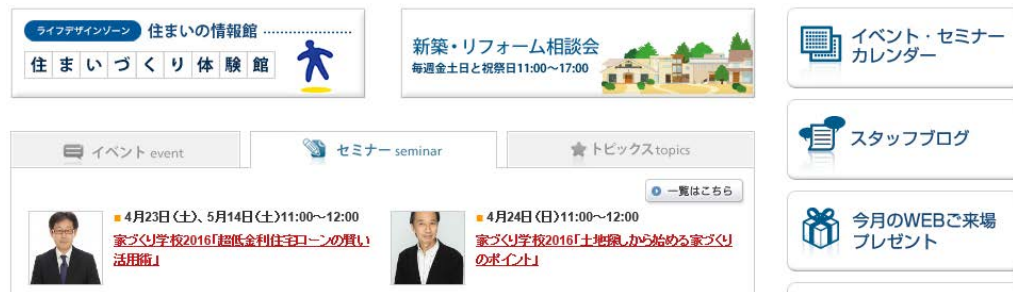 ライフデザインゾーン 住まいの情報館
住まいづくり体験館
新築・リフォーム相談会
毎週金土日と祝祭日11:00～17:00
イベント・セミナー
カレンダー
スタッフブログ
今月のWEBご来場
プレゼント
イベント event
セミナー seminar
トピックス topics
一覧はこちら
4月23日(土)、5月14日(土)11:00～12:00
家づくり学校2016「超低金利住宅ローンの賢い
活用術」
4月24日(日)11:00～12:00
家づくり学校2016「土地探しから始める家づくり
のポイント」